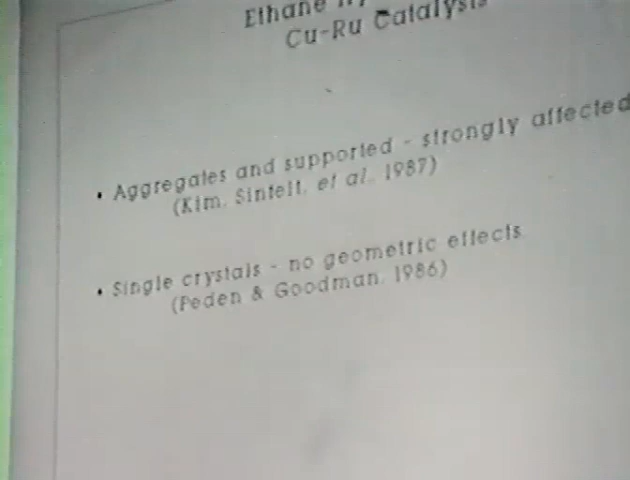 Ethane
Cu-Ru Catalysis
• Aggregates and supported - strongly affected
(Kim, Sinfelt, et al., 1987)
• Single crystals - no geometric effects
(Peden & Goodman, 1986)